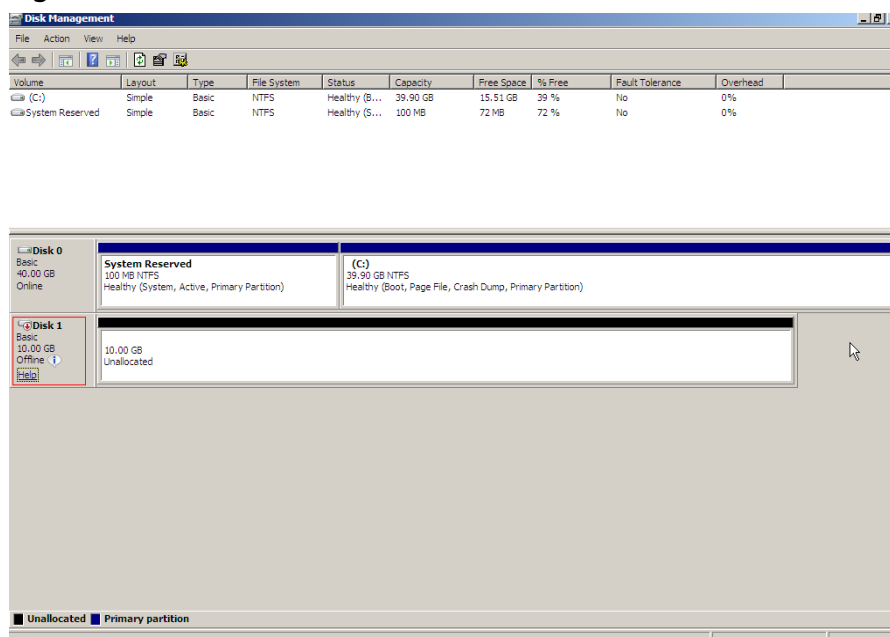 Disk Management
File Action View Help
Volume Layout Type File System Status Capacity Free Space % Free Fault Tolerance Overhead
(C:) Simple Basic NTFS Healthy (B... 39.90 GB 15.51 GB 39 % No 0%
System Reserved Simple Basic NTFS Healthy (S... 100 MB 72 MB 72 % No 0%
Disk 0
Basic
40.00 GB
Online
System Reserved
100 MB NTFS
Healthy (System, Active, Primary Partition)
(C:)
39.90 GB NTFS
Healthy (Boot, Page File, Crash Dump, Primary Partition)
Disk 1
Basic
10.00 GB
Offline
Help
10.00 GB
Unallocated
Unallocated Primary partition